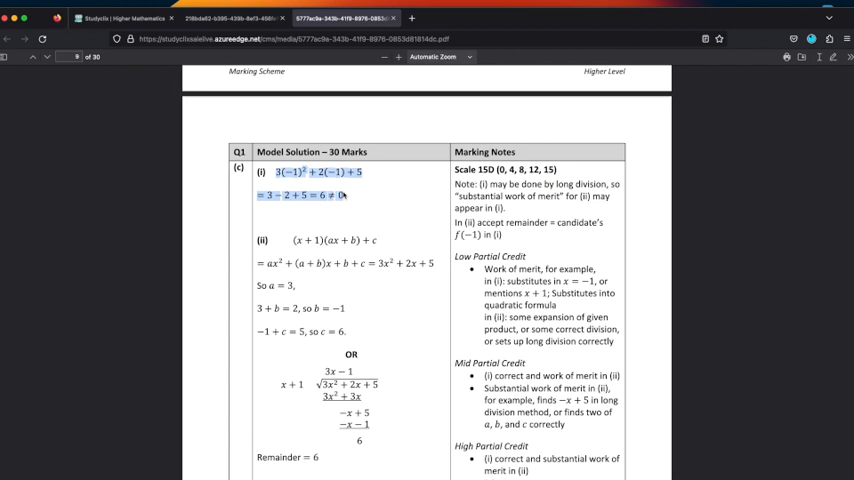 Studyclix | Higher Mathematics
218bda82-b395-439b-8ef3-466fe
5777ac9a-343b-41f9-8976-0853d
https://studyclixsaielive.azureedge.net/cms/media/5777ac9a-343b-41f9-8976-0853d81814dc.pdf
9 of 30
Automatic Zoom
Marking Scheme
Higher Level
Q1 Model Solution – 30 Marks
(c)
(i) 3(−1)² + 2(−1) + 5
= 3 − 2 + 5 = 6 ≠ 0
(ii) (x + 1)(ax + b) + c
= ax² + (a + b)x + b + c = 3x² + 2x + 5
So a = 3,
3 + b = 2, so b = −1
−1 + c = 5, so c = 6.
OR
3x − 1
x + 1 √3x² + 2x + 5
3x² + 3x
−x + 5
−x − 1
6
Remainder = 6
Marking Notes
Scale 15D (0, 4, 8, 12, 15)
Note: (i) may be done by long division, so
“substantial work of merit” for (ii) may
appear in (i).
In (ii) accept remainder = candidate’s
f(−1) in (i)
Low Partial Credit
• Work of merit, for example,
in (i): substitutes in x = −1, or
mentions x + 1; Substitutes into
quadratic formula
in (ii): some expansion of given
product, or some correct division,
or sets up long division correctly
Mid Partial Credit
• (i) correct and work of merit in (ii)
• Substantial work of merit in (ii),
for example, finds −x + 5 in long
division method, or finds two of
a, b, and c correctly
High Partial Credit
• (i) correct and substantial work of
merit in (ii)